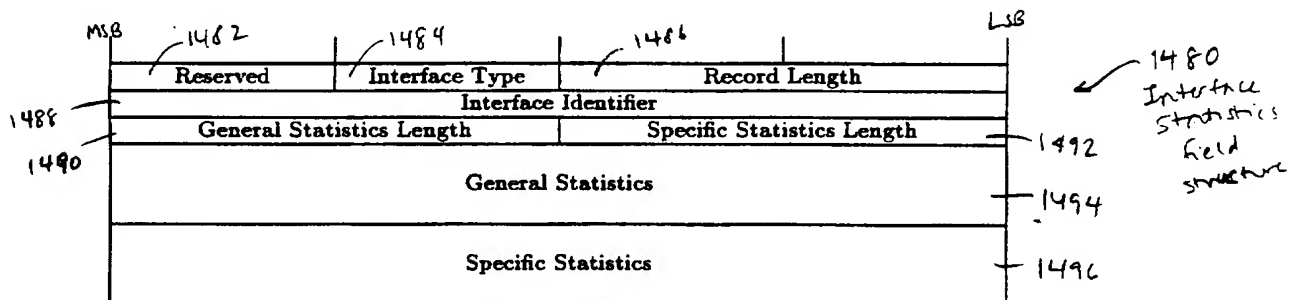 MSB LSB
1482 1484 1486
Reserved Interface Type Record Length
1480
Interface
Statistics
field
structure
1488 Interface Identifier
1490 General Statistics Length Specific Statistics Length 1492
General Statistics
1494
Specific Statistics
1496